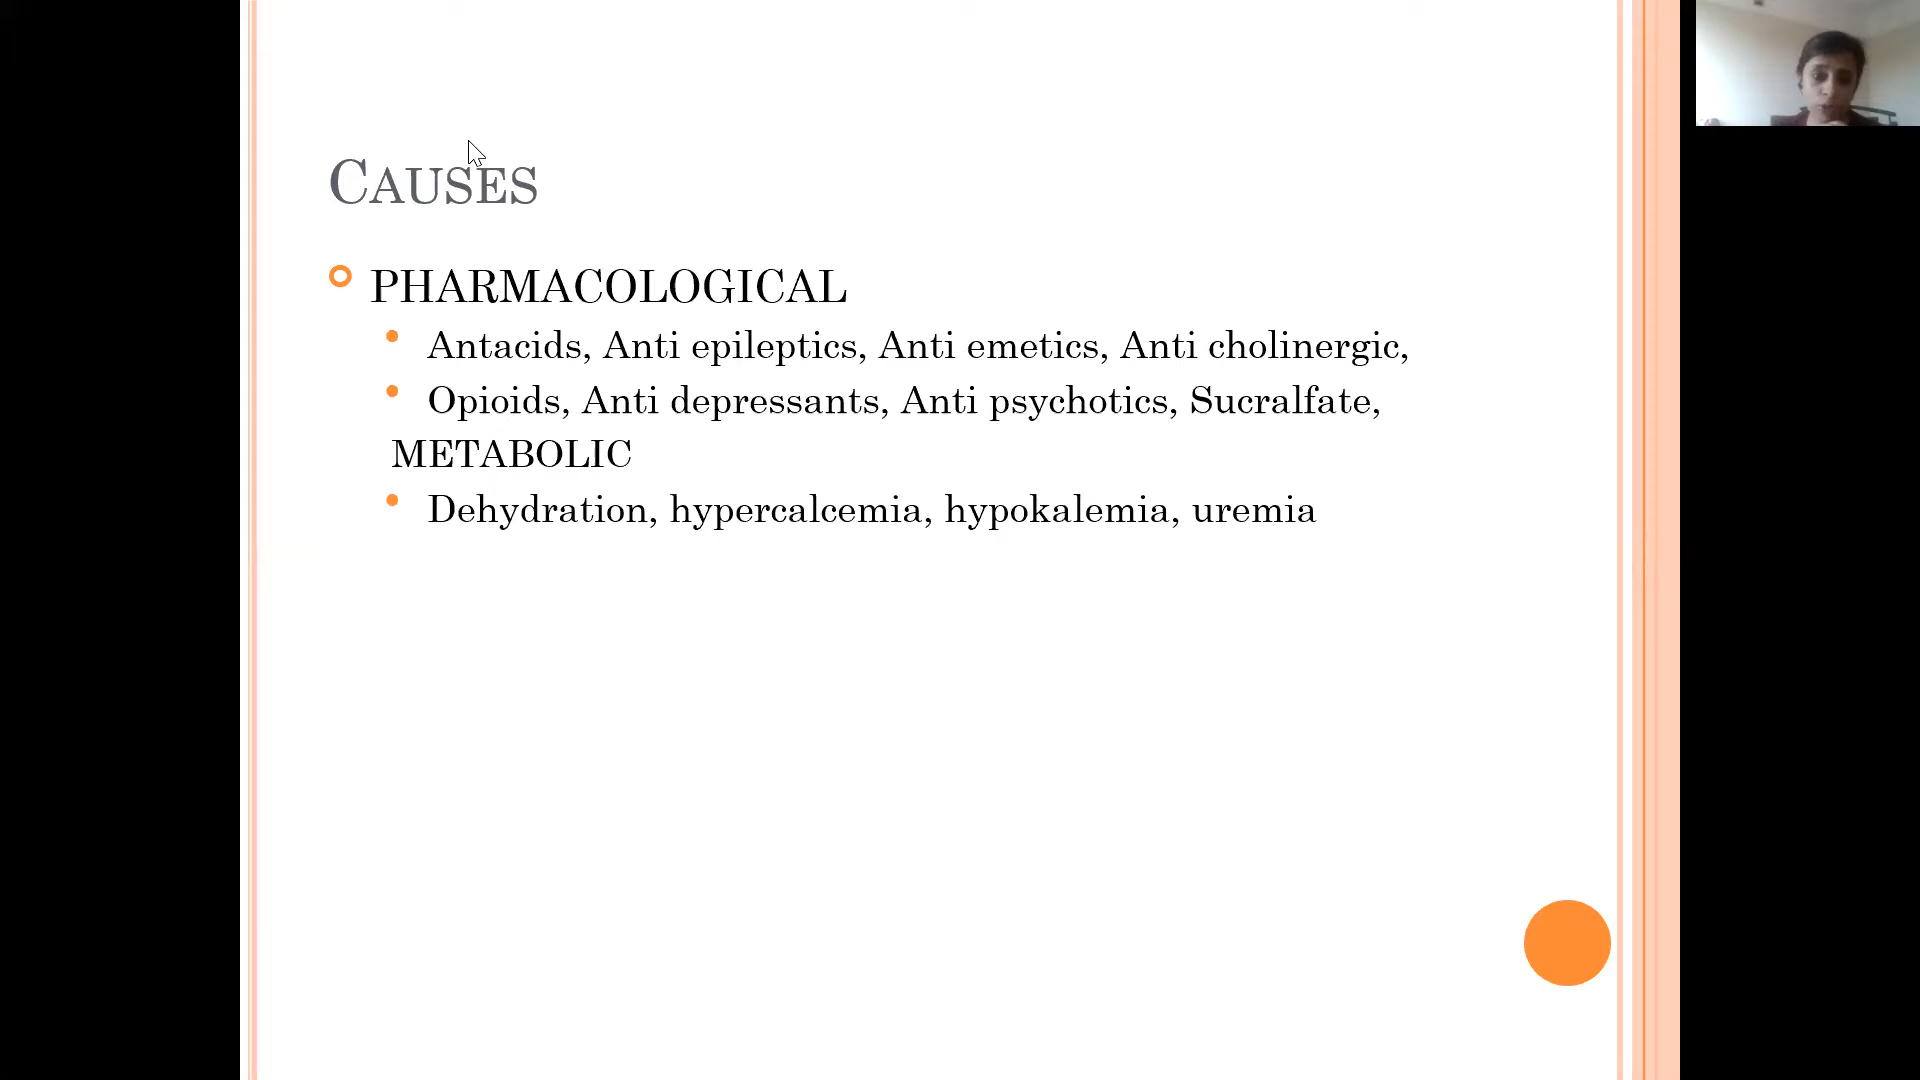 CAUSES
PHARMACOLOGICAL
Antacids, Anti epileptics, Anti emetics, Anti cholinergic,
Opioids, Anti depressants, Anti psychotics, Sucralfate,
METABOLIC
Dehydration, hypercalcemia, hypokalemia, uremia